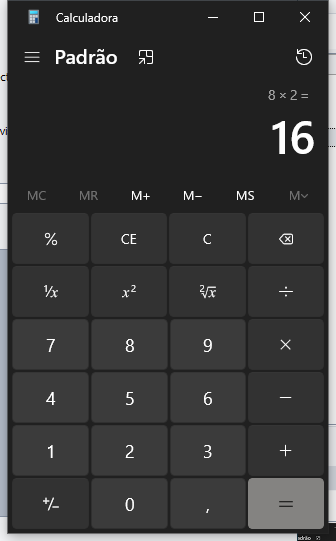 Calculadora
Padrão
8 × 2 =
16
MC MR M+ M− MS M
% CE C
¹⁄x x² ²√x ÷
7 8 9 ×
4 5 6 −
1 2 3 +
+/− 0 , =